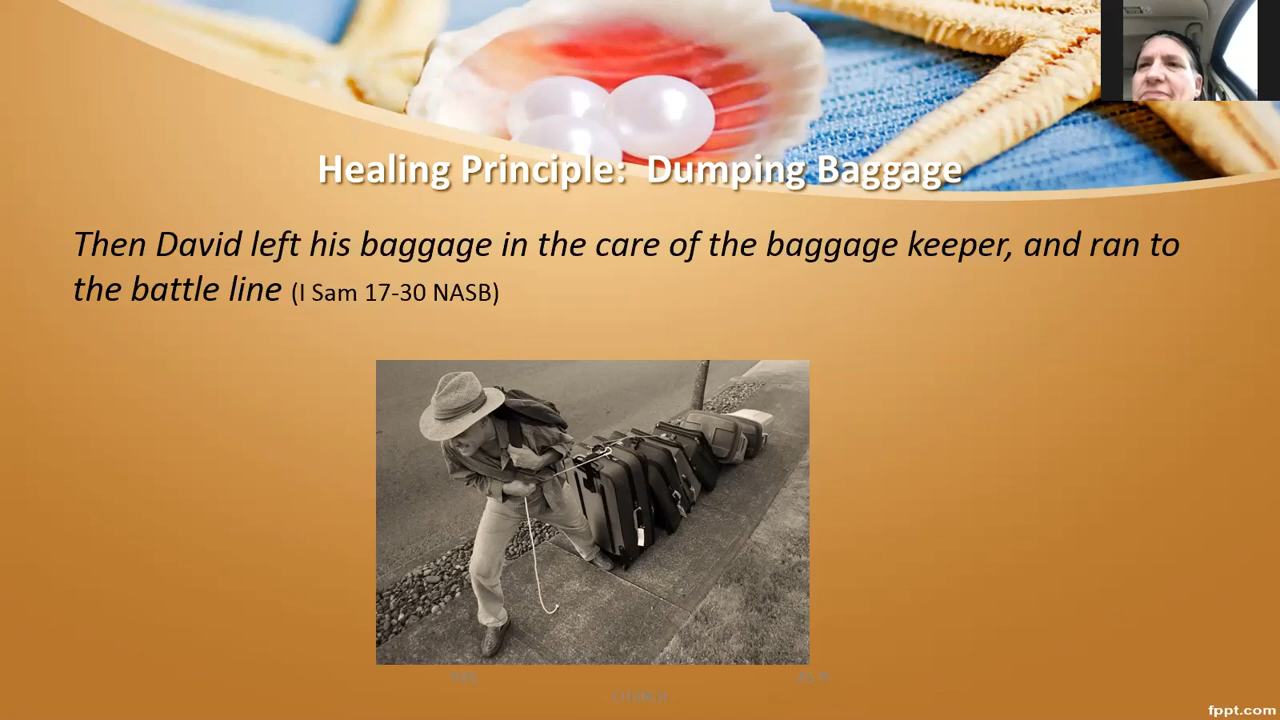 Healing Principle:  Dumping Baggage
Then David left his baggage in the care of the baggage keeper, and ran to
the battle line (I Sam 17-30 NASB)
CHURCH
fppt.com